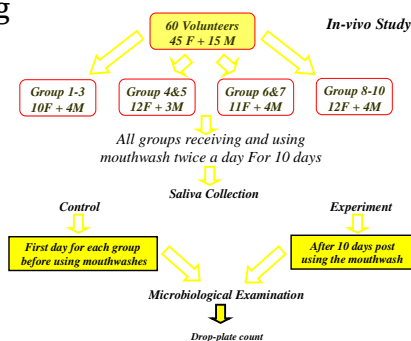 g
60 Volunteers
45 F + 15 M
In-vivo Study
Group 1-3
10F + 4M
Group 4&5
12F + 3M
Group 6&7
11F + 4M
Group 8-10
12F + 4M
All groups receiving and using
mouthwash twice a day For 10 days
Saliva Collection
Control
Experiment
First day for each group
before using mouthwashes
After 10 days post
using the mouthwash
Microbiological Examination
Drop-plate count